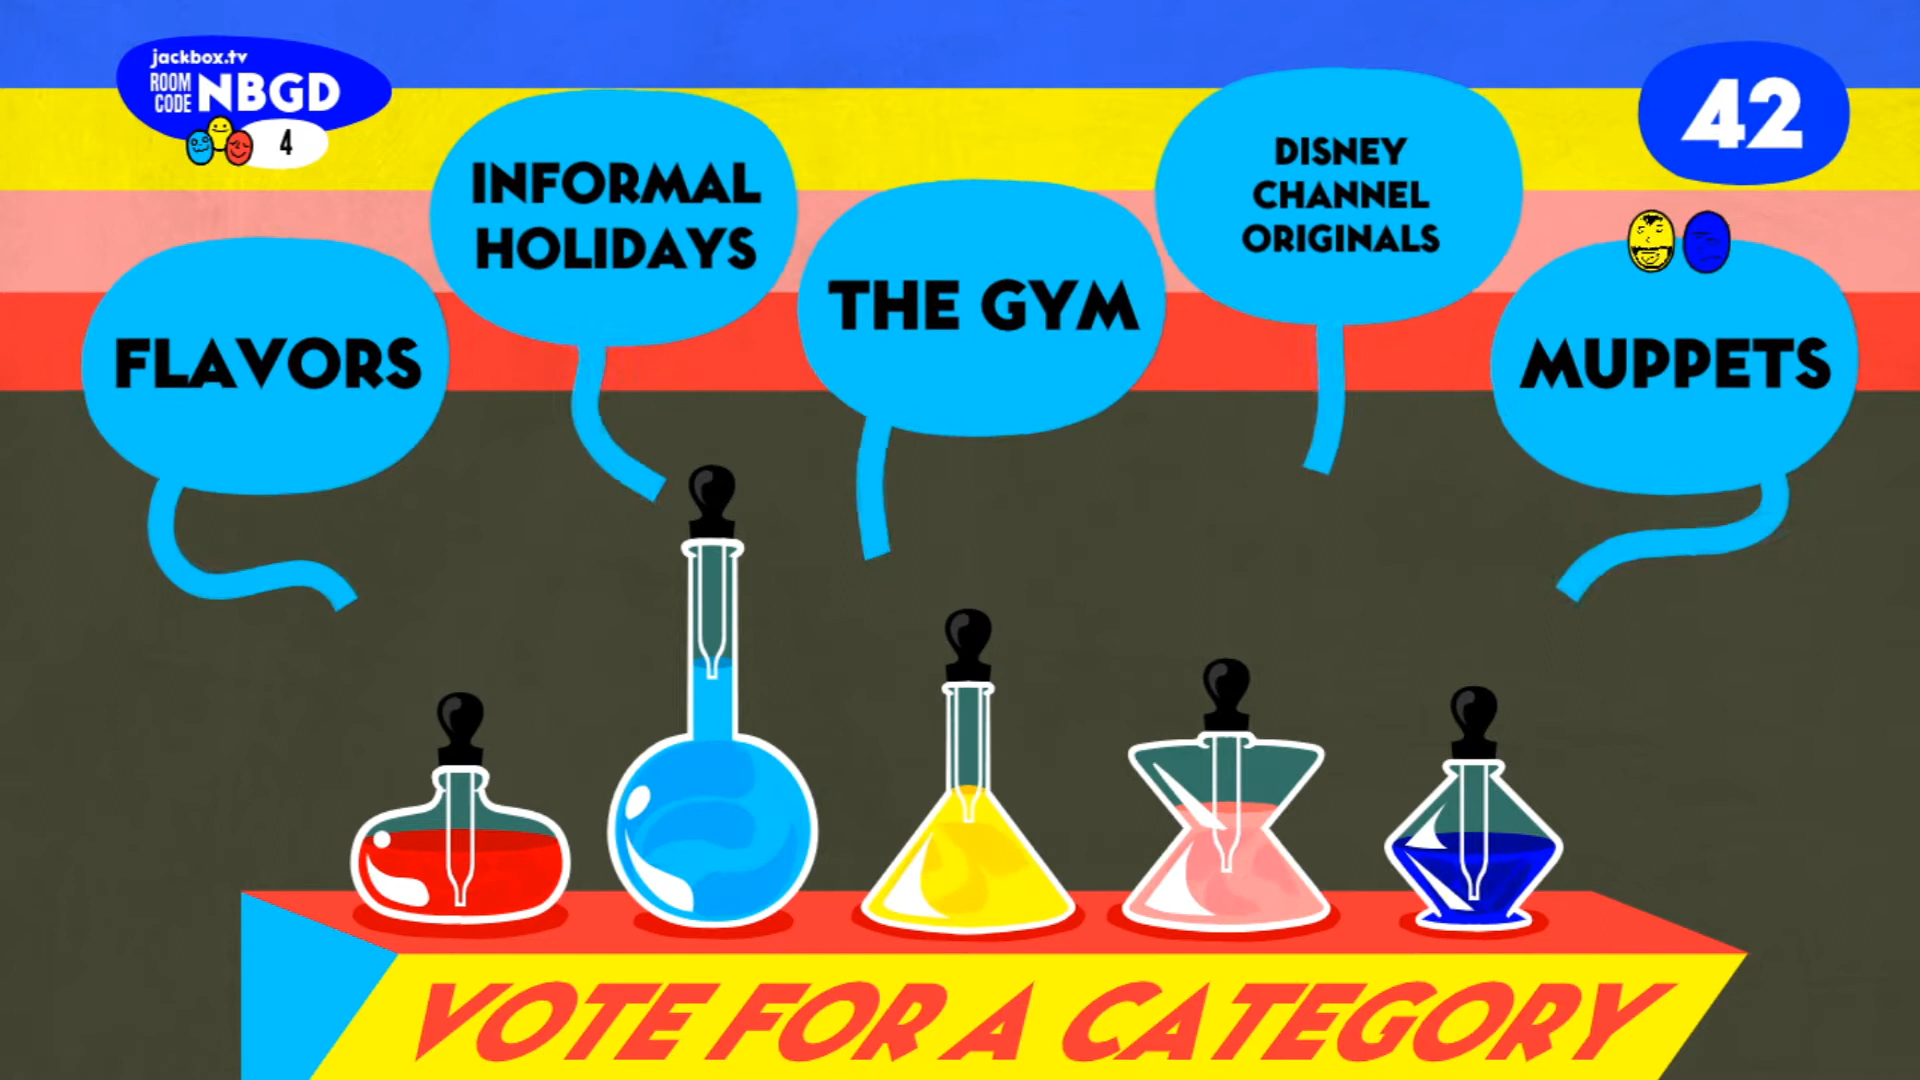 jackbox.tv
ROOM
CODE
NBGD
4
42
INFORMAL
HOLIDAYS
DISNEY
CHANNEL
ORIGINALS
THE GYM
FLAVORS
MUPPETS
VOTE FOR A CATEGORY